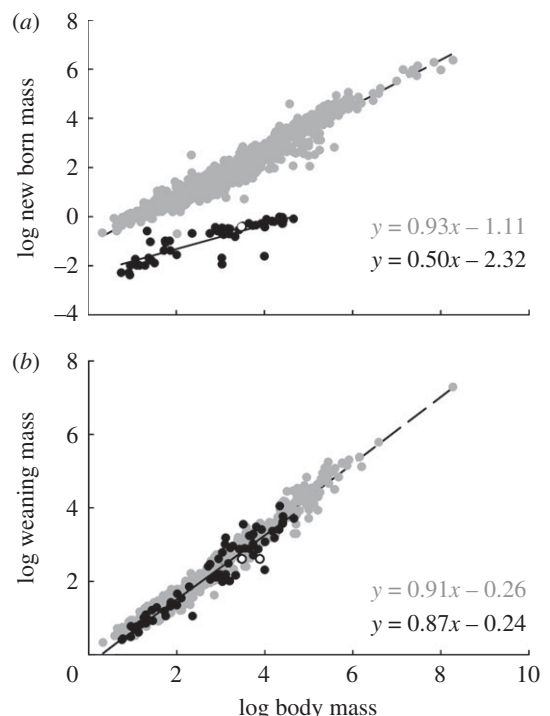 (a)
8
6
4
2
0
−2
−4
log new born mass
y = 0.93x − 1.11
y = 0.50x − 2.32
(b)
8
6
4
2
log weaning mass
y = 0.91x − 0.26
y = 0.87x − 0.24
0 2 4 6 8 10
log body mass